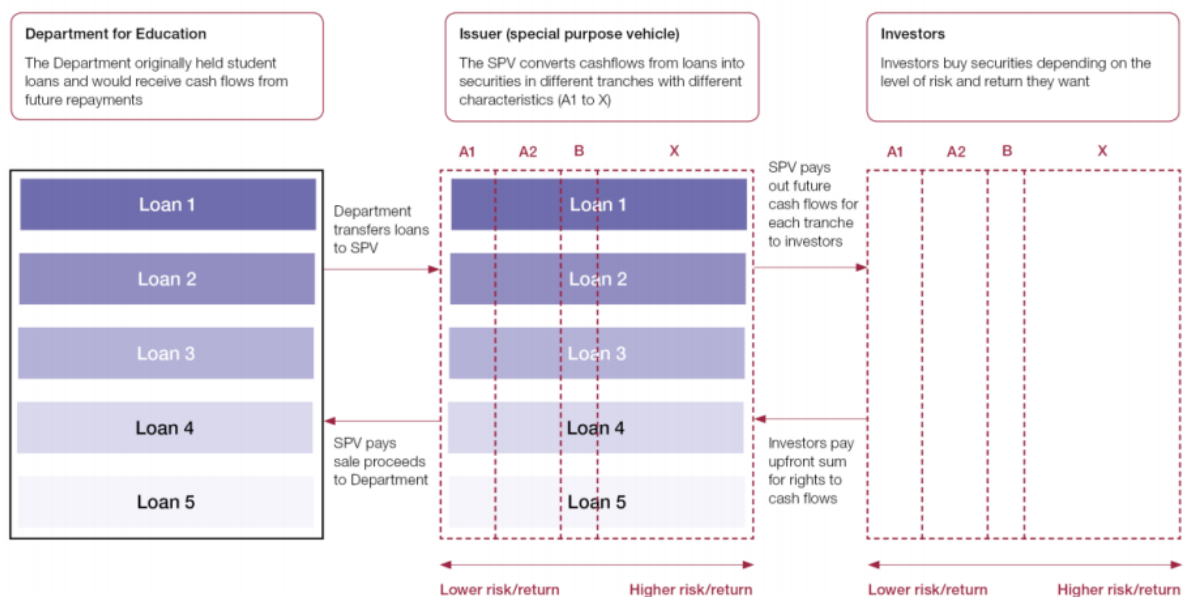 Department for Education
The Department originally held student
loans and would receive cash flows from
future repayments
Issuer (special purpose vehicle)
The SPV converts cashflows from loans into
securities in different tranches with different
characteristics (A1 to X)
Investors
Investors buy securities depending on the
level of risk and return they want
Loan 1
Loan 2
Loan 3
Loan 4
Loan 5
Department
transfers loans
to SPV
SPV pays
sale proceeds
to Department
A1 A2 B X
Loan 1
Loan 2
Loan 3
Loan 4
Loan 5
Lower risk/return Higher risk/return
SPV pays
out future
cash flows for
each tranche
to investors
Investors pay
upfront sum
for rights to
cash flows
A1 A2 B X
Lower risk/return Higher risk/return